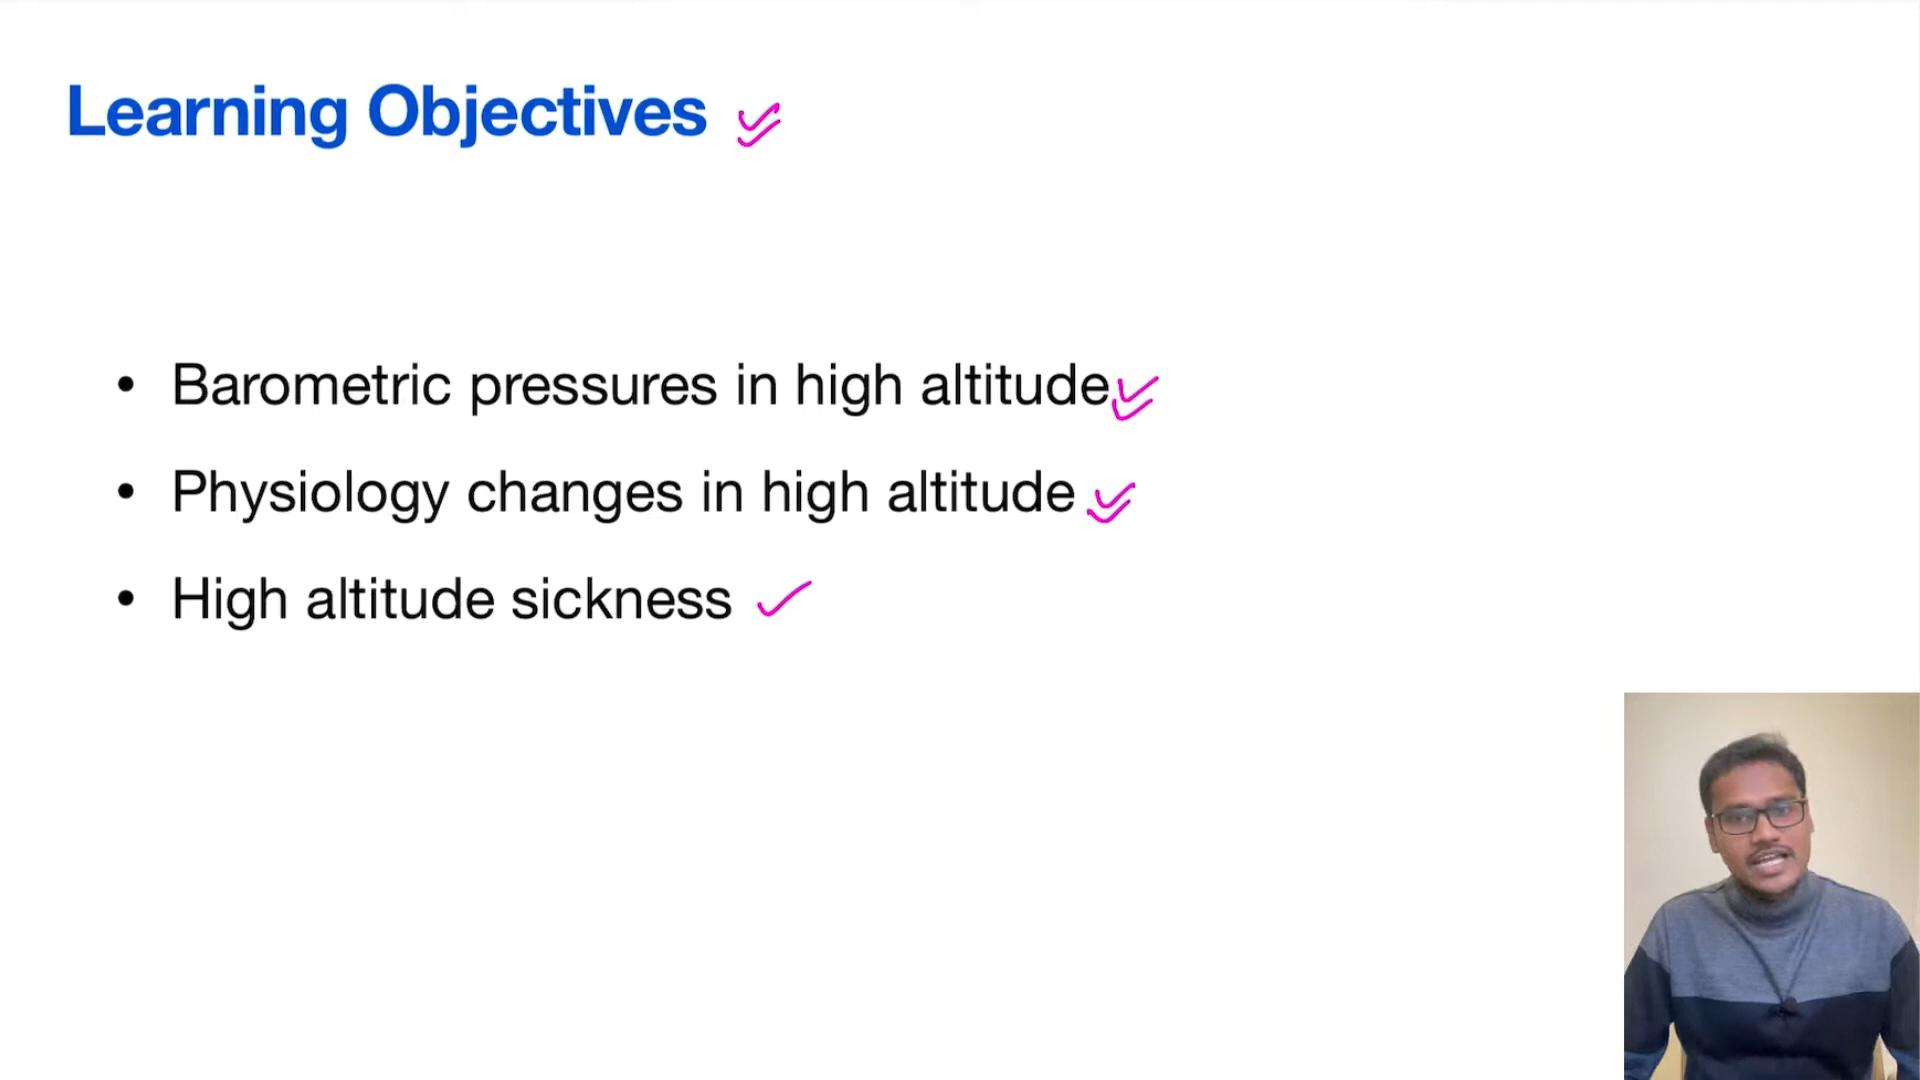 Learning Objectives
• Barometric pressures in high altitude
• Physiology changes in high altitude
• High altitude sickness